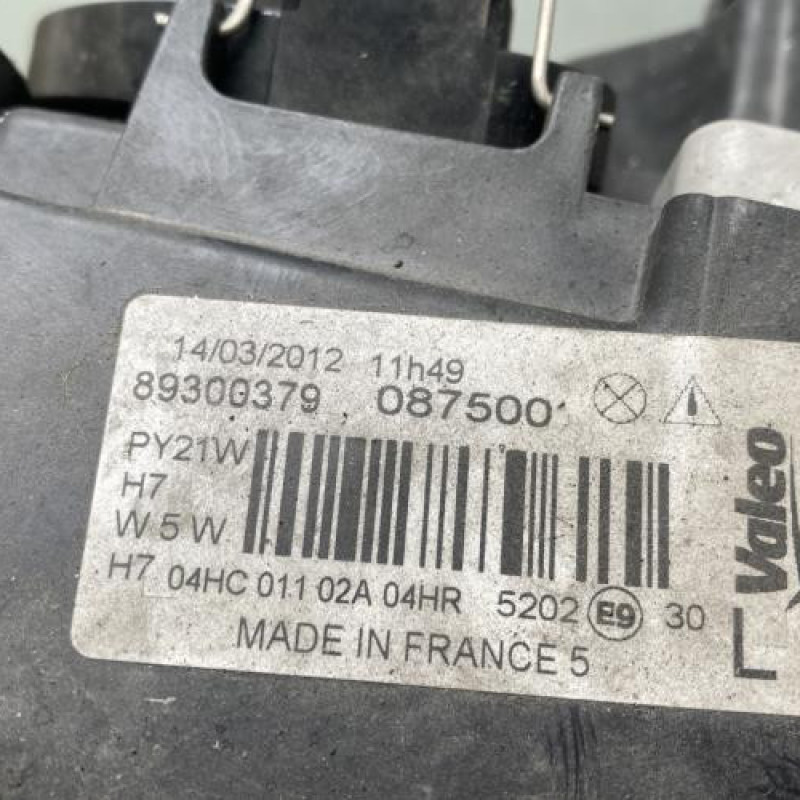 14/03/2012 11h49
89300379 087500
PY21W
H7
W5W
H7 04HC 011 02A 04HR 5202 E9 30
MADE IN FRANCE 5
Valeo
L